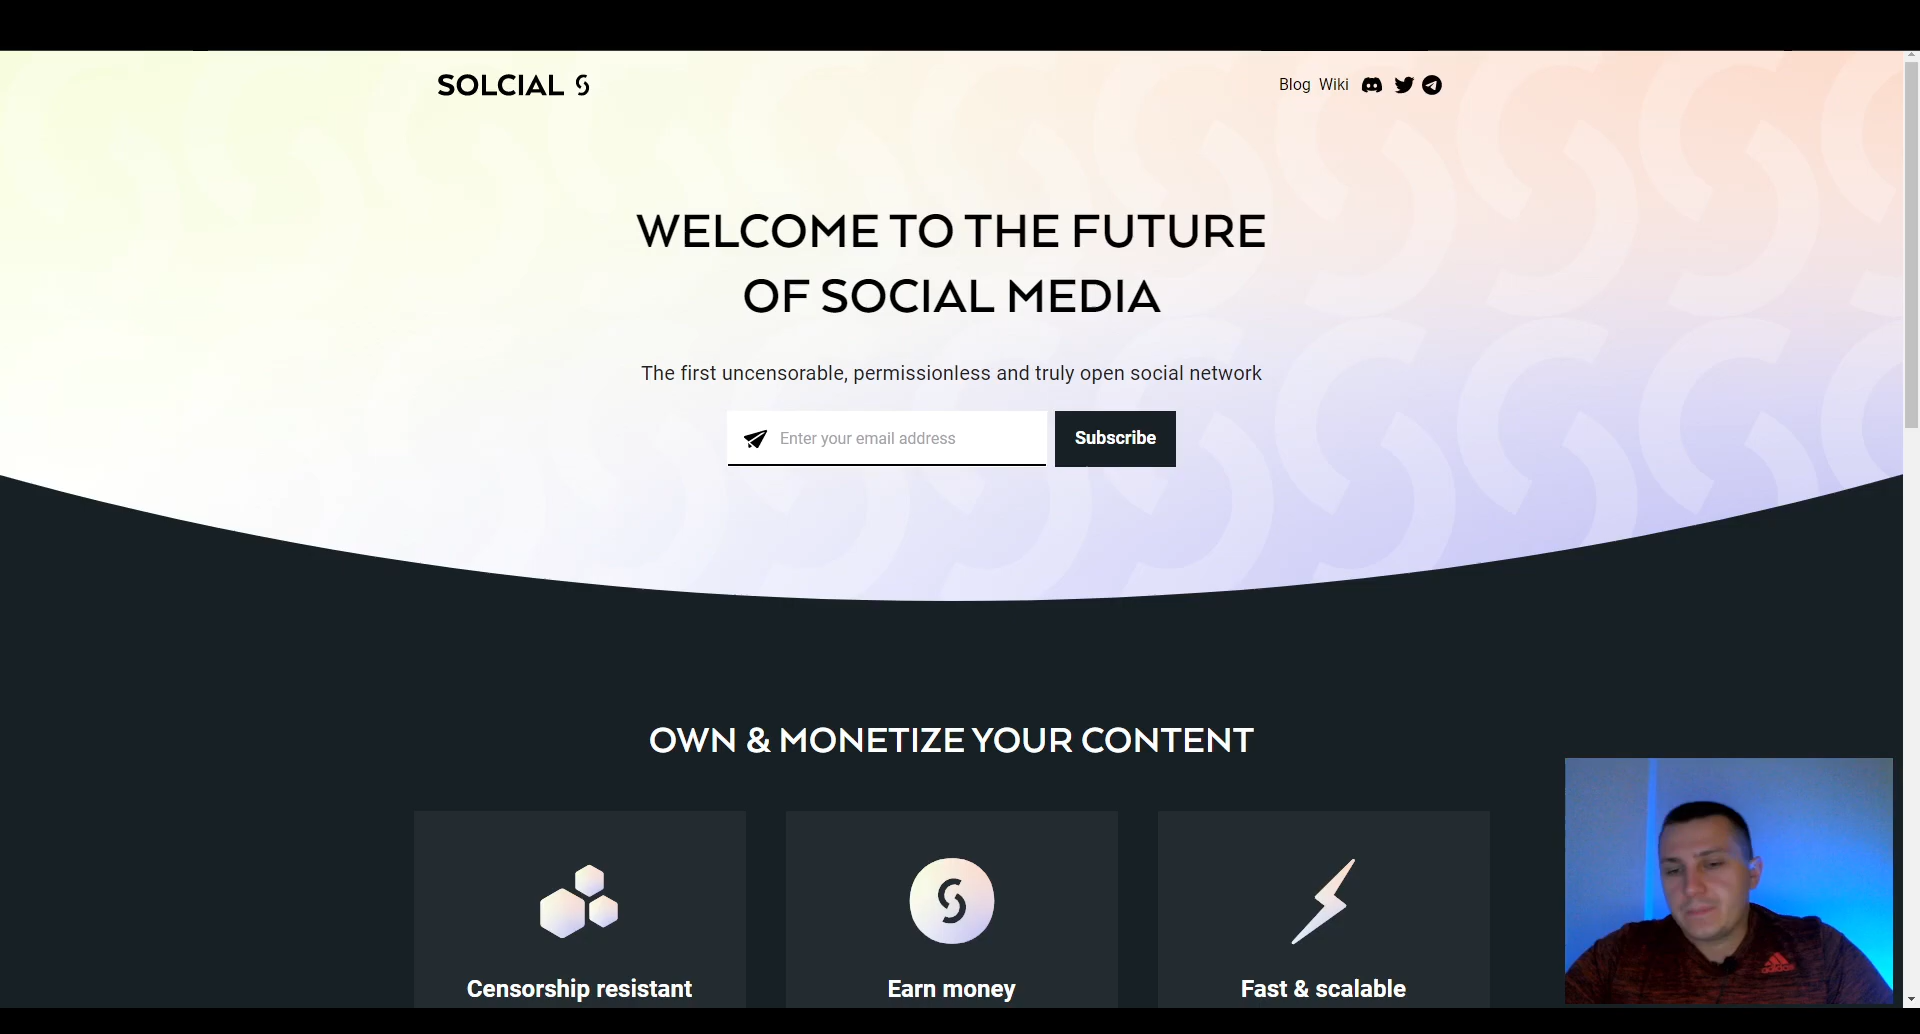 SOLCIAL
Blog Wiki
WELCOME TO THE FUTURE
OF SOCIAL MEDIA
The first uncensorable, permissionless and truly open social network
Enter your email address
Subscribe
OWN & MONETIZE YOUR CONTENT
Censorship resistant
Earn money
Fast & scalable
adidas